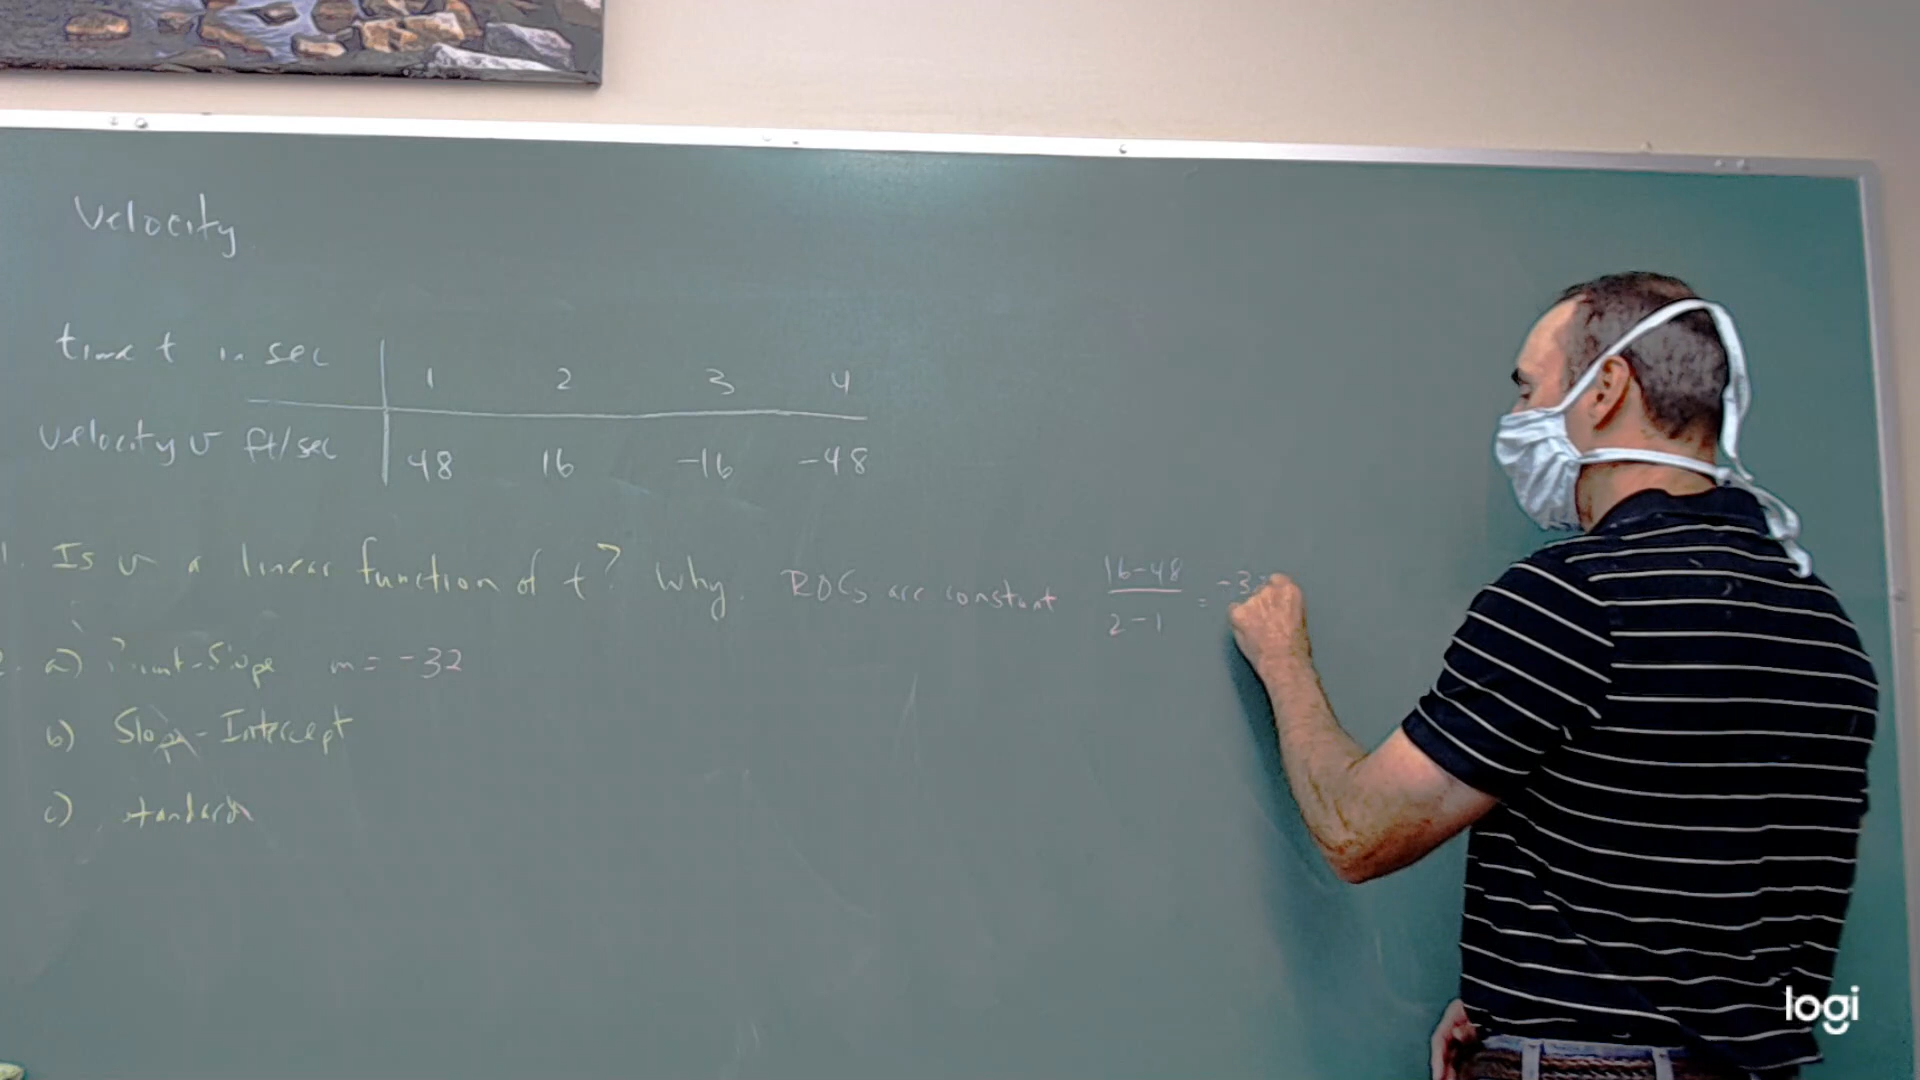 Velocity
time t in sec 1 2 3 4
velocity v ft/sec 48 16 -16 -48
1. Is v a linear function of t? Why. ROCs are constant 16-48 / 2-1 = -3
2. a) Point-Slope m = -32
b) Slope-Intercept
c) standard
logi